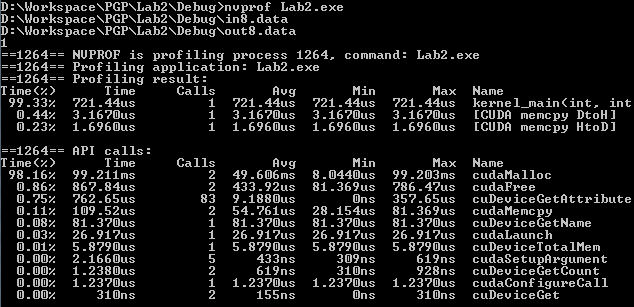 D:\Workspace\PGP\Lab2\Debug>nvprof Lab2.exe
D:\Workspace\PGP\Lab2\Debug\in8.data
D:\Workspace\PGP\Lab2\Debug\out8.data
1
==1264== NVPROF is profiling process 1264, command: Lab2.exe
==1264== Profiling application: Lab2.exe
==1264== Profiling result:
Time(%) Time Calls Avg Min Max Name
99.33% 721.44us 1 721.44us 721.44us 721.44us kernel_main(int, int
0.44% 3.1670us 1 3.1670us 3.1670us 3.1670us [CUDA memcpy DtoH]
0.23% 1.6960us 1 1.6960us 1.6960us 1.6960us [CUDA memcpy HtoD]
==1264== API calls:
Time(%) Time Calls Avg Min Max Name
98.16% 99.211ms 2 49.606ms 8.0440us 99.203ms cudaMalloc
0.86% 867.84us 2 433.92us 81.369us 786.47us cudaFree
0.75% 762.65us 83 9.1880us 0ns 357.65us cuDeviceGetAttribute
0.11% 109.52us 2 54.761us 28.154us 81.369us cudaMemcpy
0.08% 81.370us 1 81.370us 81.370us 81.370us cuDeviceGetName
0.03% 26.917us 1 26.917us 26.917us 26.917us cudaLaunch
0.01% 5.8790us 1 5.8790us 5.8790us 5.8790us cuDeviceTotalMem
0.00% 2.1660us 5 433ns 309ns 619ns cudaSetupArgument
0.00% 1.2380us 2 619ns 310ns 928ns cuDeviceGetCount
0.00% 1.2370us 1 1.2370us 1.2370us 1.2370us cudaConfigureCall
0.00% 310ns 2 155ns 0ns 310ns cuDeviceGet